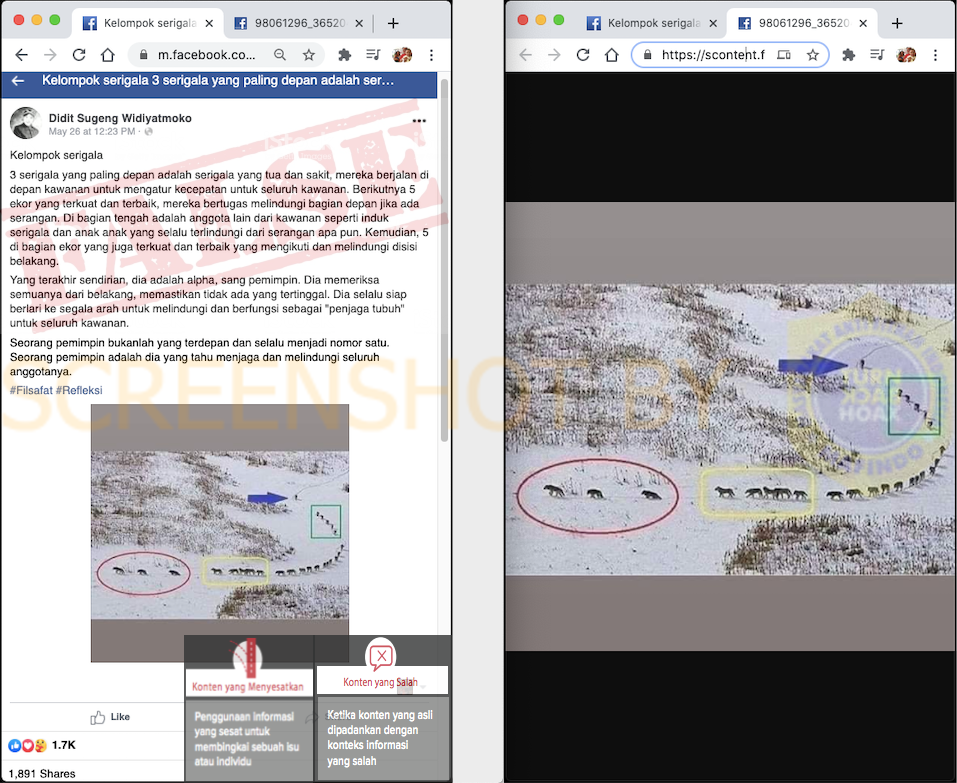 Kelompok serigala
98061296_36520
m.facebook.co...
Kelompok serigala 3 serigala yang paling depan adalah ser...
Didit Sugeng Widiyatmoko
May 26 at 12:23 PM ·
Kelompok serigala
3 serigala yang paling depan adalah serigala yang tua dan sakit, mereka berjalan di
depan kawanan untuk mengatur kecepatan untuk seluruh kawanan. Berikutnya 5
ekor yang terkuat dan terbaik, mereka bertugas melindungi bagian depan jika ada
serangan. Di bagian tengah adalah anggota lain dari kawanan seperti induk
serigala dan anak anak yang selalu terlindungi dari serangan apa pun. Kemudian, 5
di bagian ekor yang juga terkuat dan terbaik yang mengikuti dan melindungi disisi
belakang.
Yang terakhir sendirian, dia adalah alpha, sang pemimpin. Dia memeriksa
semuanya dari belakang, memastikan tidak ada yang tertinggal. Dia selalu siap
berlari ke segala arah untuk melindungi dan berfungsi sebagai "penjaga tubuh"
untuk seluruh kawanan.
Seorang pemimpin bukanlah yang terdepan dan selalu menjadi nomor satu.
Seorang pemimpin adalah dia yang tahu menjaga dan melindungi seluruh
anggotanya.
#Filsafat #Refleksi
FALSE
SCREENSHOT BY
Konten yang Menyesatkan
Penggunaan informasi
yang sesat untuk
membingkai sebuah isu
atau individu
Konten yang Salah
Ketika konten yang asli
dipadankan dengan
konteks informasi
yang salah
Like
1.7K
1,891 Shares
Kelompok serigala
98061296_36520
https://scontent.f
TURN
BACK
HOAX
MAFINDO